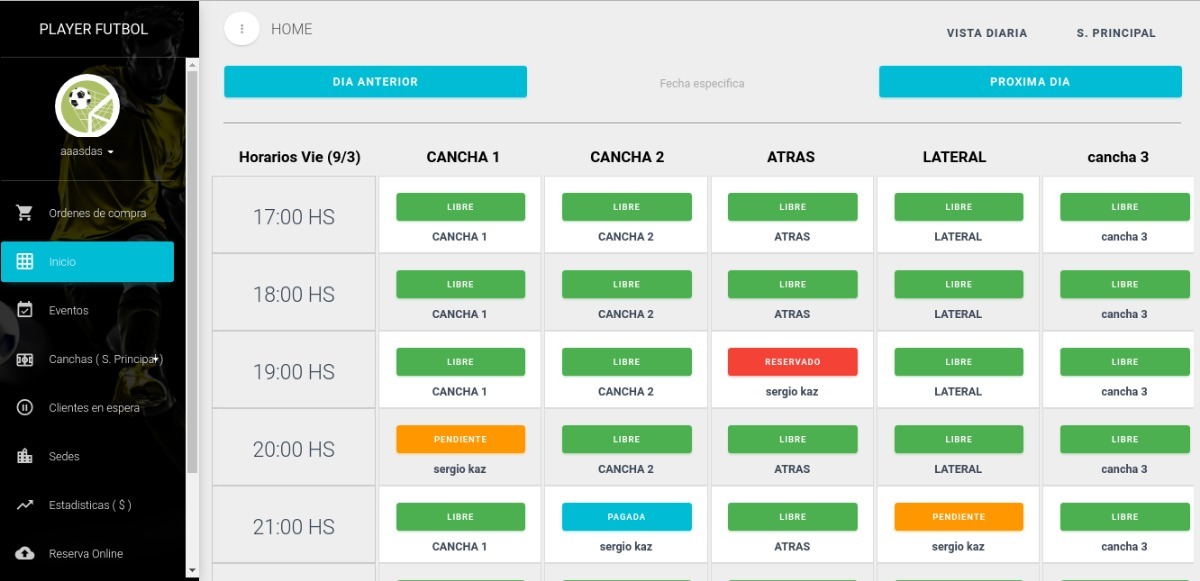 PLAYER FUTBOL
aaasdas
Ordenes de compra
Inicio
Eventos
Canchas ( S. Principal )
Clientes en espera
Sedes
Estadisticas ( $ )
Reserva Online
HOME
VISTA DIARIA S. PRINCIPAL
DIA ANTERIOR Fecha especifica PROXIMA DIA
Horarios Vie (9/3) CANCHA 1 CANCHA 2 ATRAS LATERAL cancha 3
17:00 HS LIBRE LIBRE LIBRE LIBRE LIBRE
CANCHA 1 CANCHA 2 ATRAS LATERAL cancha 3
18:00 HS LIBRE LIBRE LIBRE LIBRE LIBRE
CANCHA 1 CANCHA 2 ATRAS LATERAL cancha 3
19:00 HS LIBRE LIBRE RESERVADO LIBRE LIBRE
CANCHA 1 CANCHA 2 sergio kaz LATERAL cancha 3
20:00 HS PENDIENTE LIBRE LIBRE LIBRE LIBRE
sergio kaz CANCHA 2 ATRAS LATERAL cancha 3
21:00 HS LIBRE PAGADA LIBRE PENDIENTE LIBRE
CANCHA 1 sergio kaz ATRAS sergio kaz cancha 3